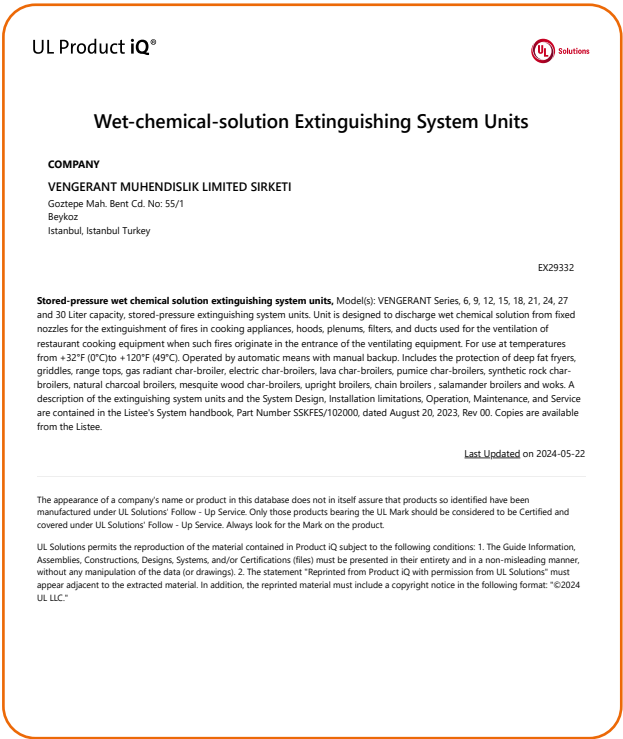 UL Product iQ®
UL Solutions
Wet-chemical-solution Extinguishing System Units
COMPANY
VENGERANT MUHENDISLIK LIMITED SIRKETI
Goztepe Mah. Bent Cd. No: 55/1
Beykoz
Istanbul, Istanbul Turkey
EX29332
Stored-pressure wet chemical solution extinguishing system units, Model(s): VENGERANT Series, 6, 9, 12, 15, 18, 21, 24, 27
and 30 Liter capacity, stored-pressure extinguishing system units. Unit is designed to discharge wet chemical solution from fixed
nozzles for the extinguishment of fires in cooking appliances, hoods, plenums, filters, and ducts used for the ventilation of
restaurant cooking equipment when such fires originate in the entrance of the ventilating equipment. For use at temperatures
from +32°F (0°C)to +120°F (49°C). Operated by automatic means with manual backup. Includes the protection of deep fat fryers,
griddles, range tops, gas radiant char-broiler, electric char-broilers, lava char-broilers, pumice char-broilers, synthetic rock char-
broilers, natural charcoal broilers, mesquite wood char-broilers, upright broilers, chain broilers , salamander broilers and woks. A
description of the extinguishing system units and the System Design, Installation limitations, Operation, Maintenance, and Service
are contained in the Listee's System handbook, Part Number SSKFES/102000, dated August 20, 2023, Rev 00. Copies are available
from the Listee.
Last Updated on 2024-05-22
The appearance of a company's name or product in this database does not in itself assure that products so identified have been
manufactured under UL Solutions' Follow - Up Service. Only those products bearing the UL Mark should be considered to be Certified and
covered under UL Solutions' Follow - Up Service. Always look for the Mark on the product.
UL Solutions permits the reproduction of the material contained in Product iQ subject to the following conditions: 1. The Guide Information,
Assemblies, Constructions, Designs, Systems, and/or Certifications (files) must be presented in their entirety and in a non-misleading manner,
without any manipulation of the data (or drawings). 2. The statement "Reprinted from Product iQ with permission from UL Solutions" must
appear adjacent to the extracted material. In addition, the reprinted material must include a copyright notice in the following format: "©2024
UL LLC."